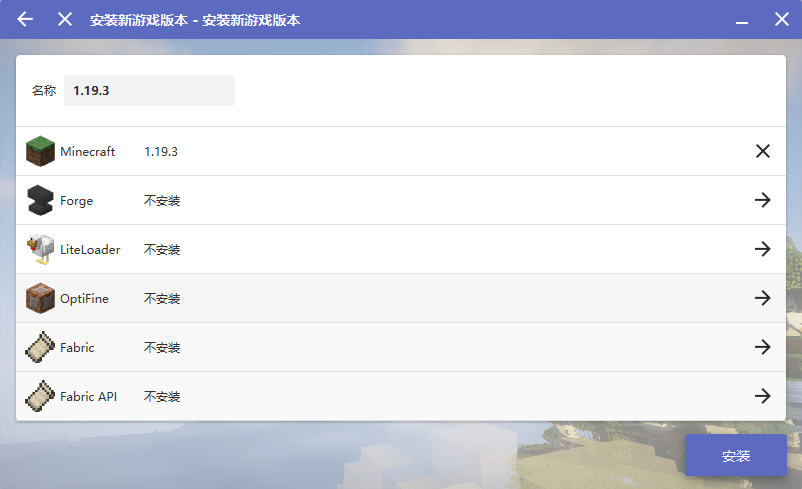 安装新游戏版本 - 安装新游戏版本
名称 1.19.3
Minecraft 1.19.3
Forge 不安装
LiteLoader 不安装
OptiFine 不安装
Fabric 不安装
Fabric API 不安装
安装